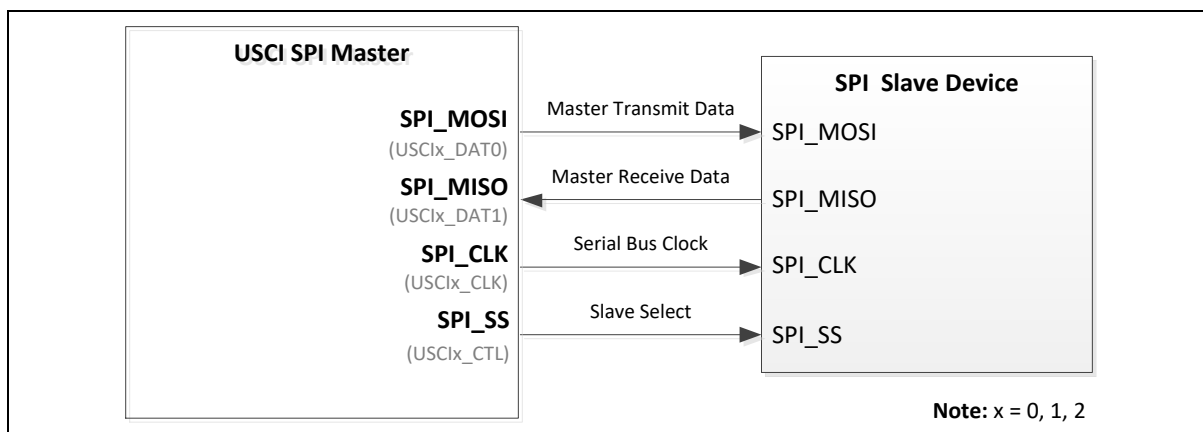 USCI SPI Master
SPI Slave Device
SPI_MOSI
(USCIx_DAT0)
Master Transmit Data
SPI_MOSI
SPI_MISO
(USCIx_DAT1)
Master Receive Data
SPI_MISO
SPI_CLK
(USCIx_CLK)
Serial Bus Clock
SPI_CLK
SPI_SS
(USCIx_CTL)
Slave Select
SPI_SS
Note: x = 0, 1, 2